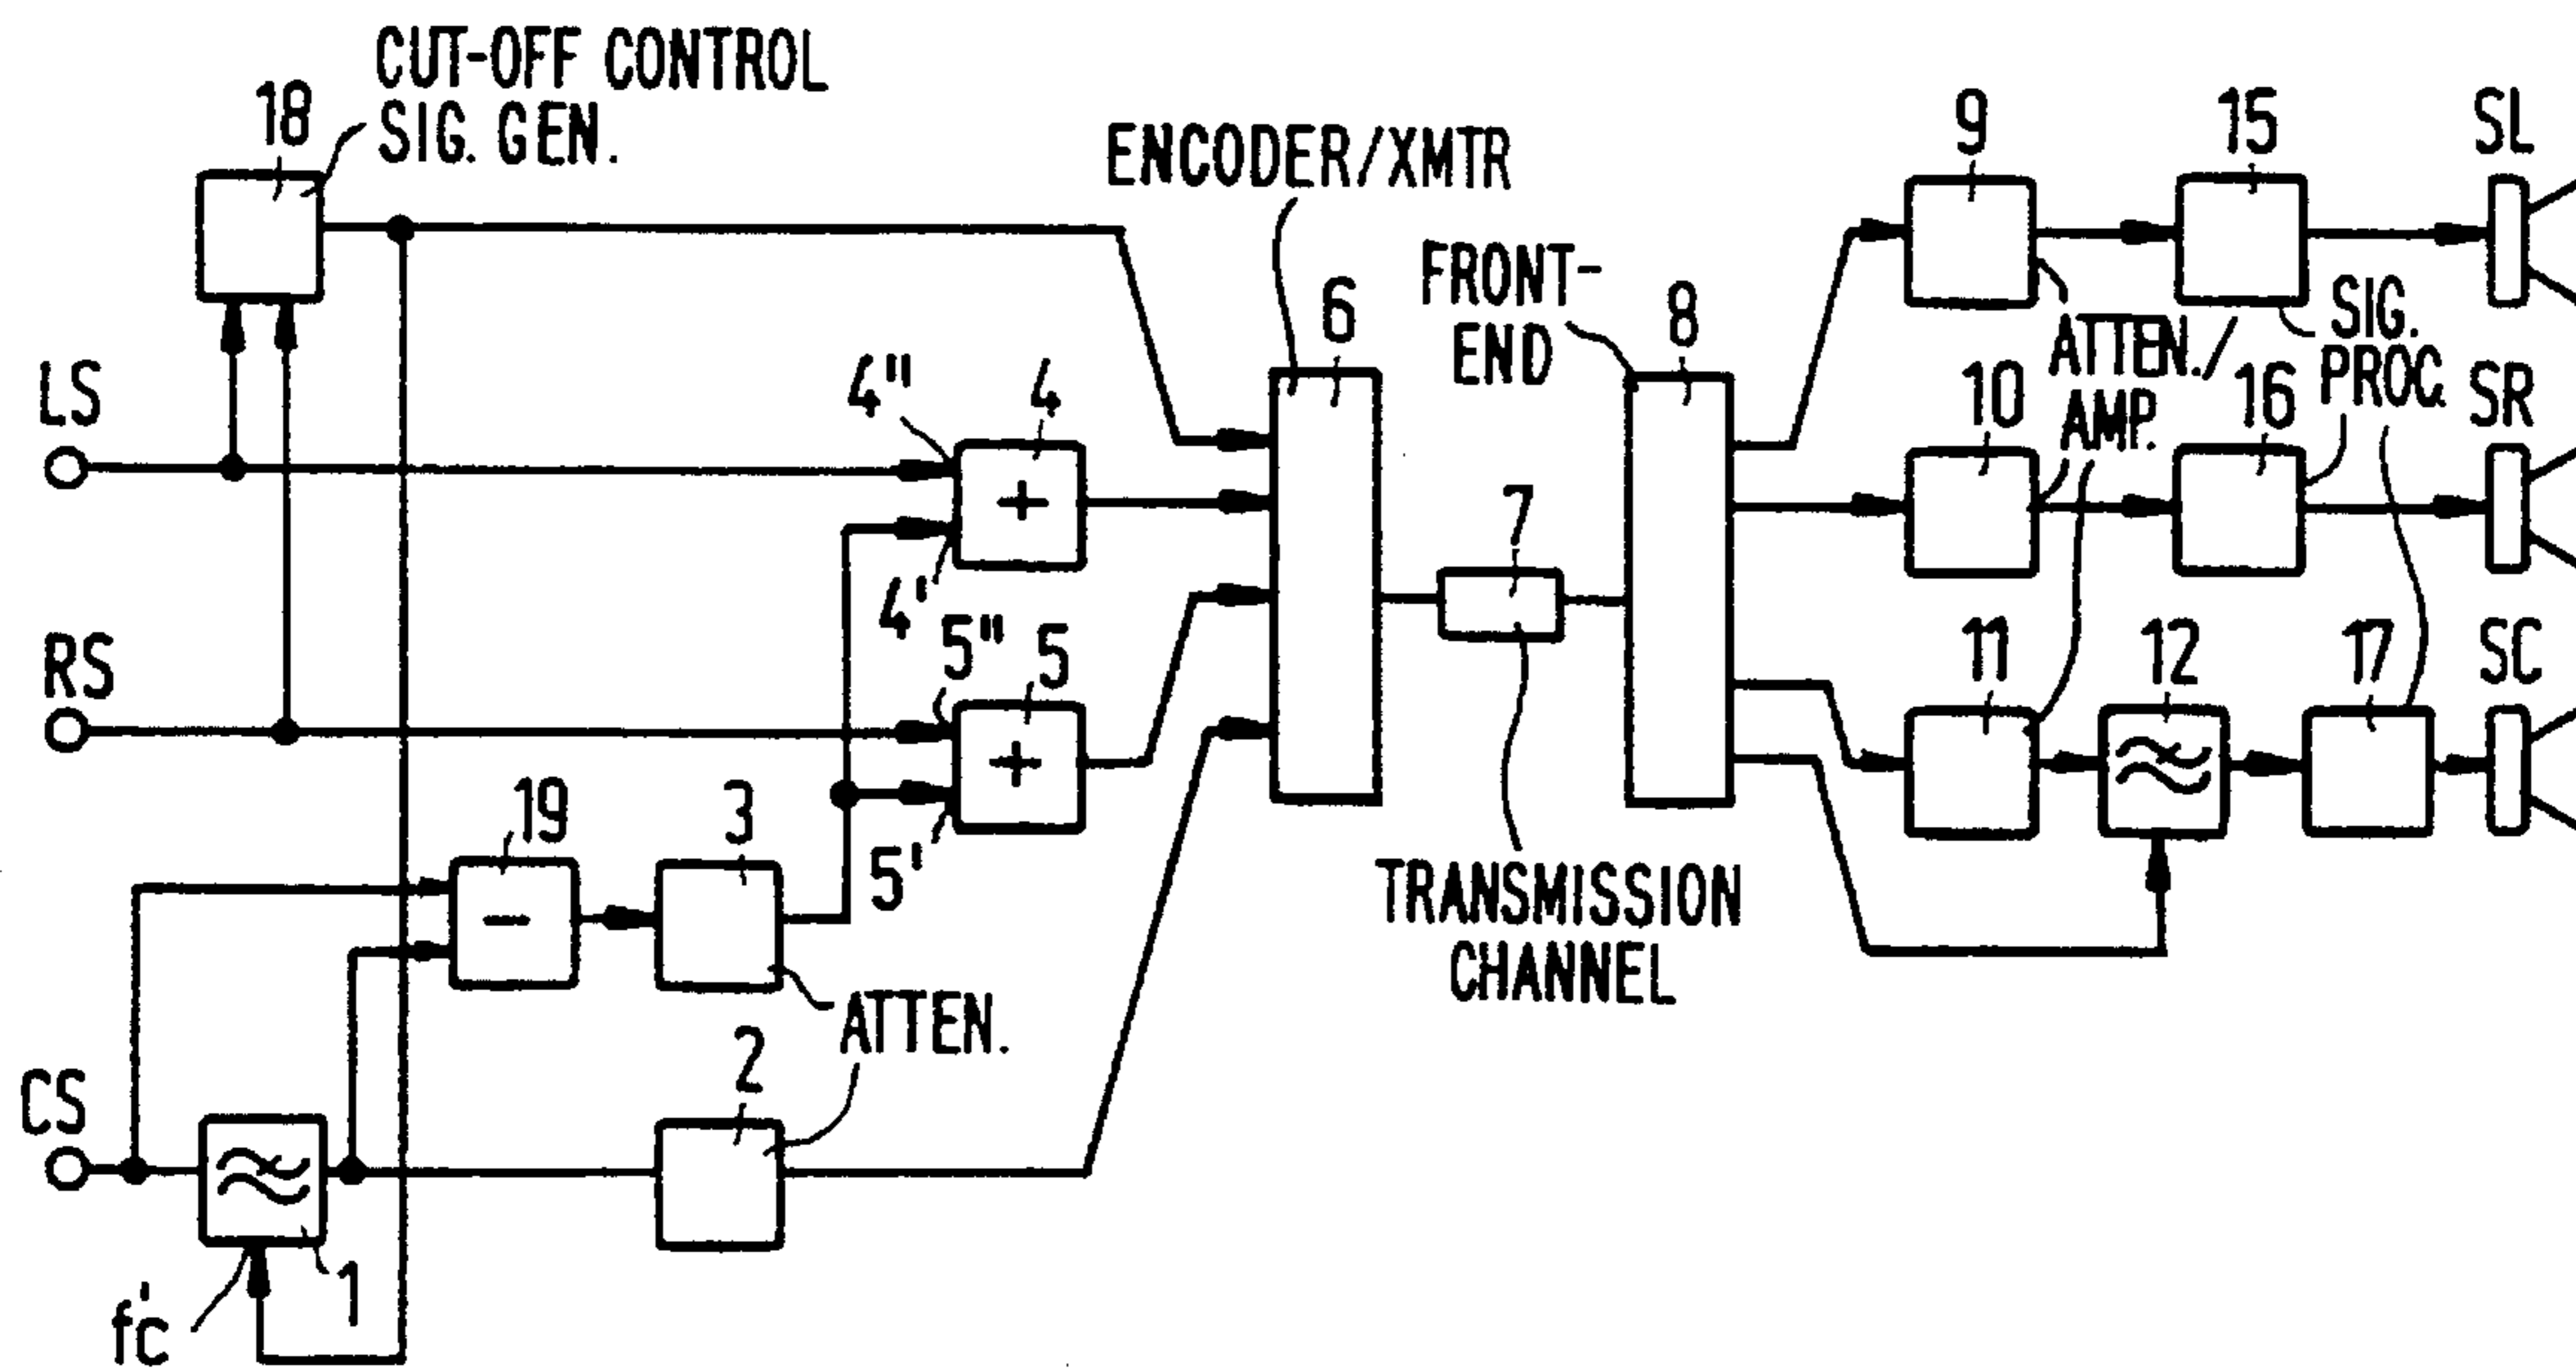 CUT-OFF CONTROL
SIG. GEN.
18
ENCODER/XMTR
9
15
SL
FRONT-
END
6
8
SIG.
PROC.
ATTEN./
AMP.
LS
4"
4
10
16
SR
4'
7
RS
5"
5
11
12
17
SC
19
3
5'
TRANSMISSION
CHANNEL
ATTEN.
2
CS
1
f'c
+
+
−